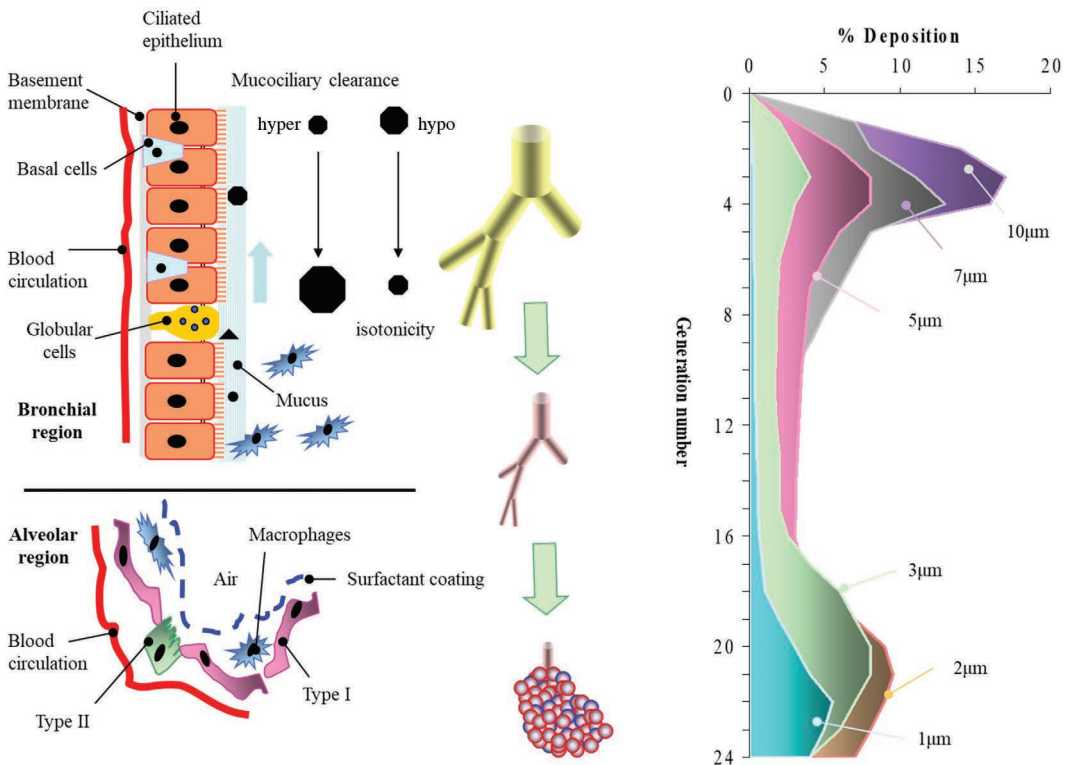 Ciliated
epithelium
Basement
membrane
Mucociliary clearance
hyper
hypo
Basal cells
Blood
circulation
isotonicity
Globular
cells
Mucus
Bronchial
region
Alveolar
region
Macrophages
Air
Surfactant coating
Blood
circulation
Type II
Type I
% Deposition
0 5 10 15 20
Generation number
0
4
8
12
16
20
24
10μm
7μm
5μm
3μm
2μm
1μm